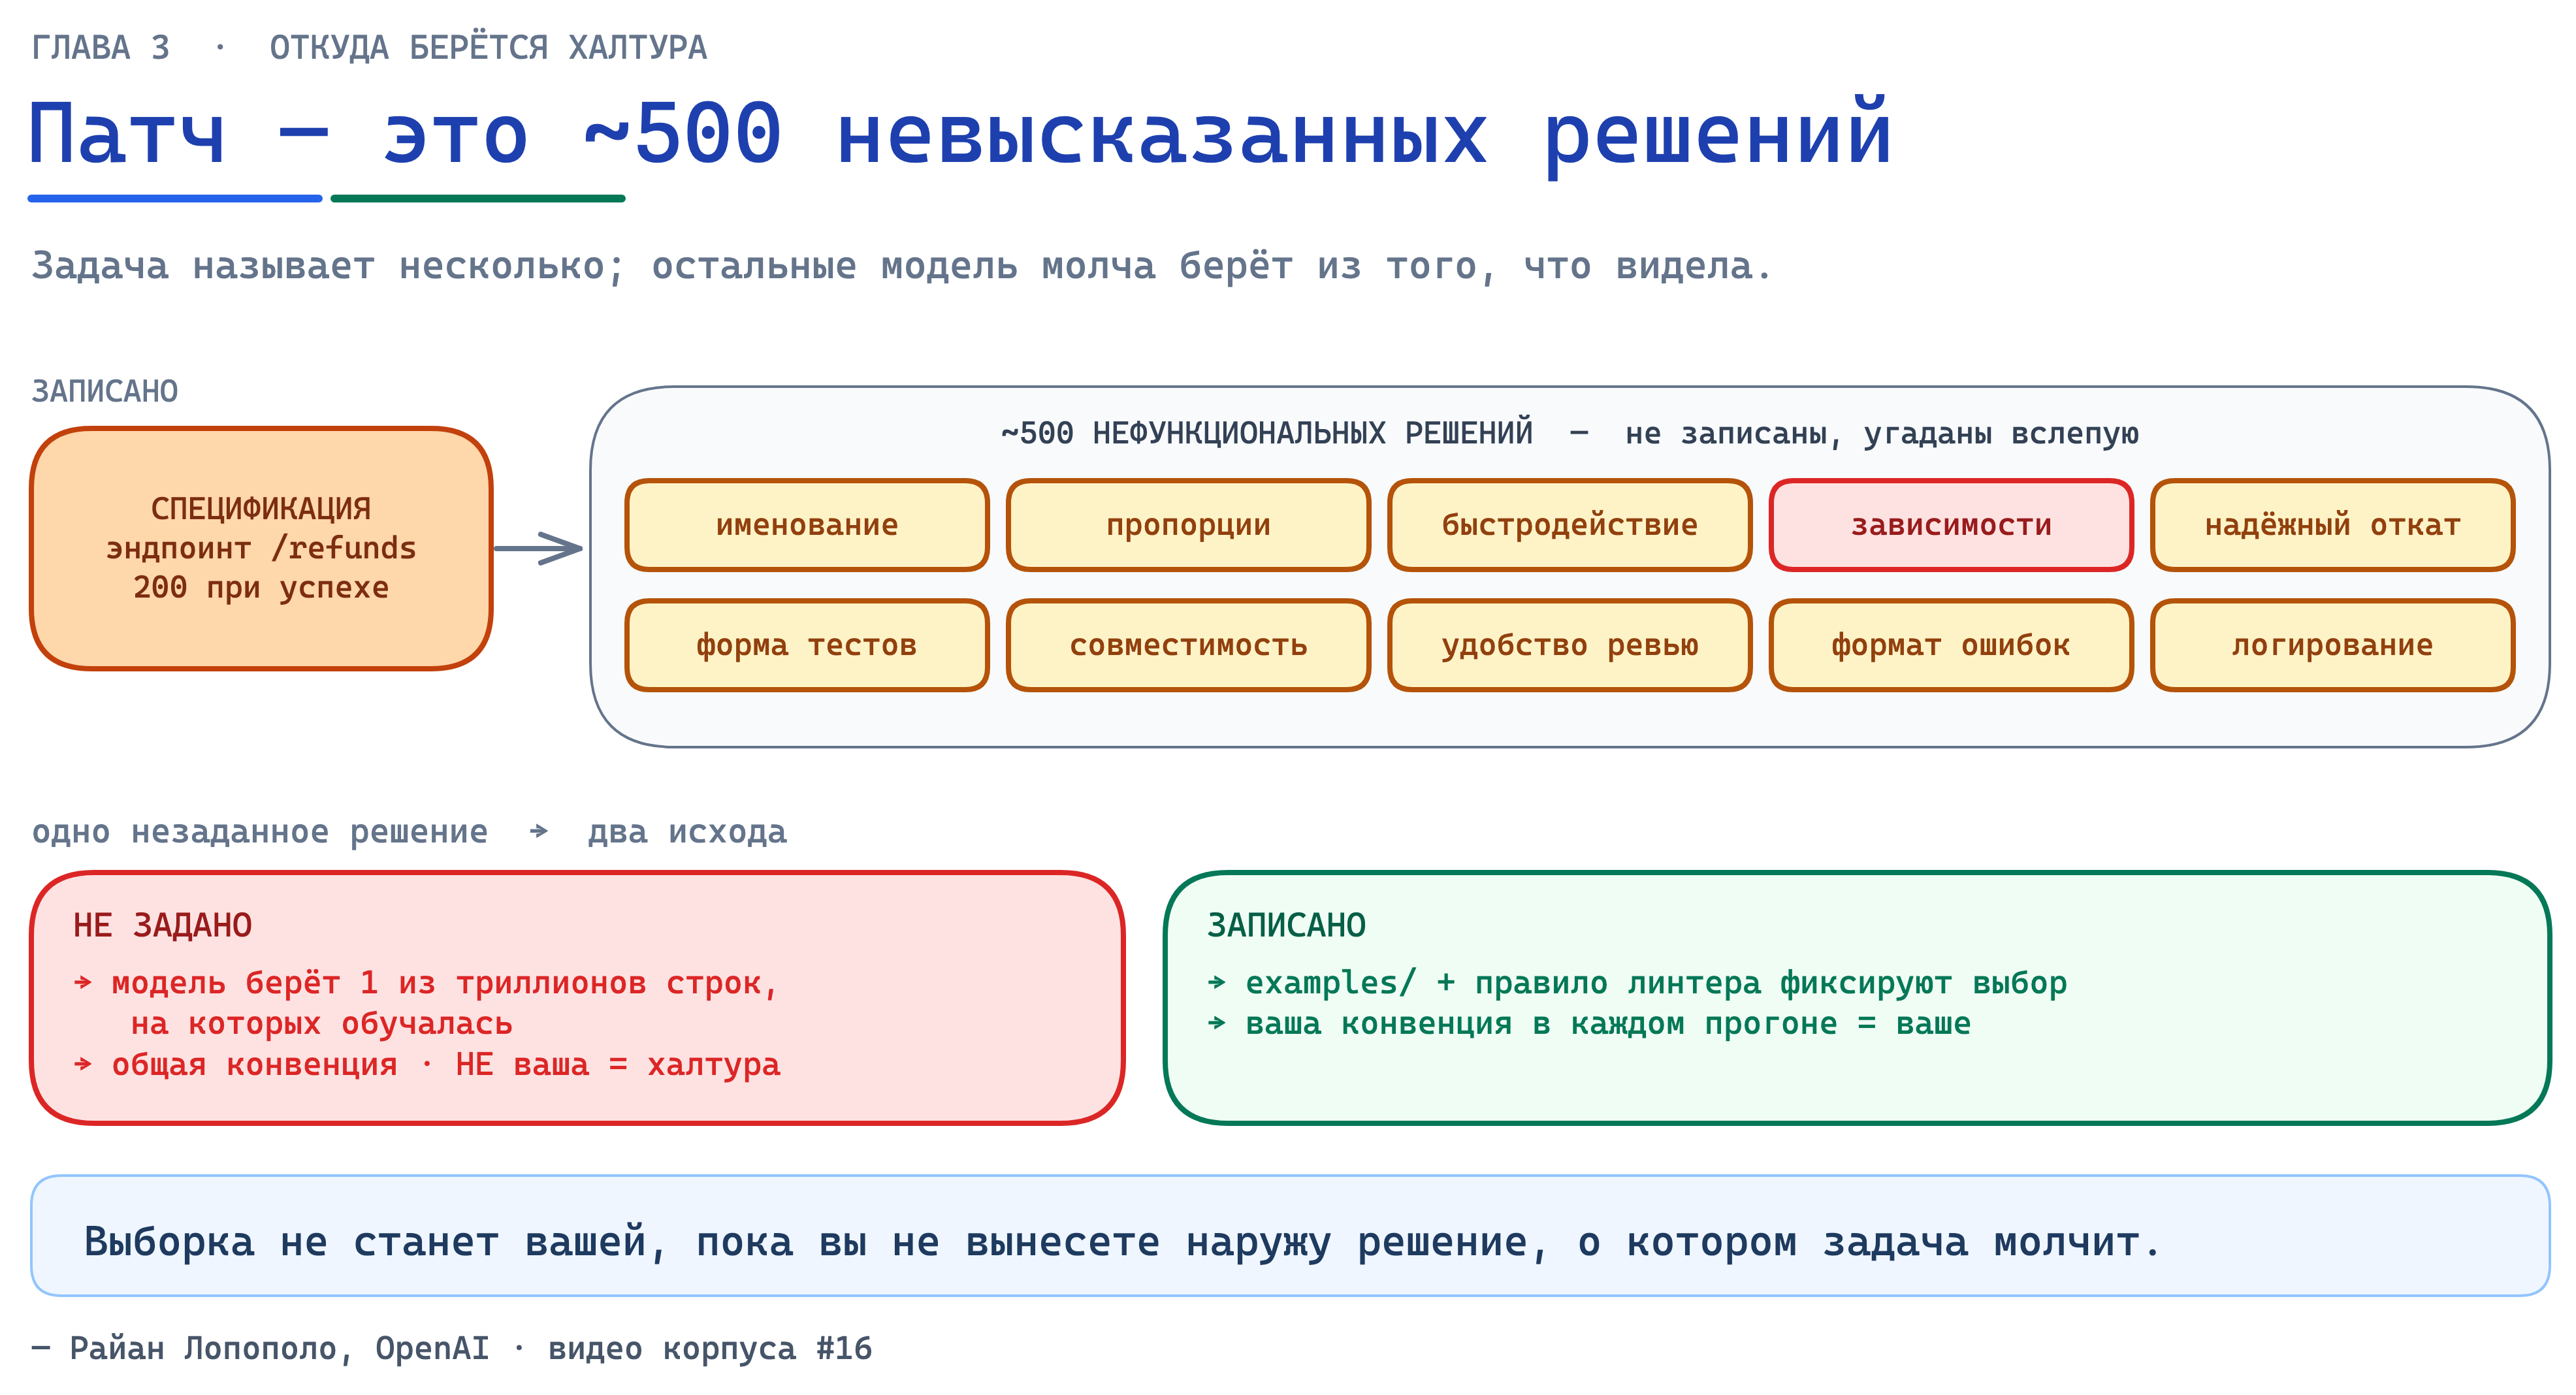 ГЛАВА 3 · ОТКУДА БЕРЁТСЯ ХАЛТУРА
Патч — это ~500 невысказанных решений
Задача называет несколько; остальные модель молча берёт из того, что видела.
ЗАПИСАНО
СПЕЦИФИКАЦИЯ
эндпоинт /refunds
200 при успехе
~500 НЕФУНКЦИОНАЛЬНЫХ РЕШЕНИЙ — не записаны, угаданы вслепую
именование
пропорции
быстродействие
зависимости
надёжный откат
форма тестов
совместимость
удобство ревью
формат ошибок
логирование
одно незаданное решение → два исхода
НЕ ЗАДАНО
→ модель берёт 1 из триллионов строк,
на которых обучалась
→ общая конвенция · НЕ ваша = халтура
ЗАПИСАНО
→ examples/ + правило линтера фиксируют выбор
→ ваша конвенция в каждом прогоне = ваше
Выборка не станет вашей, пока вы не вынесете наружу решение, о котором задача молчит.
— Райан Лопополо, OpenAI · видео корпуса #16